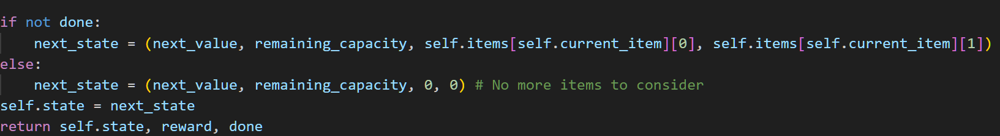 if not done:
    next_state = (next_value, remaining_capacity, self.items[self.current_item][0], self.items[self.current_item][1])
else:
    next_state = (next_value, remaining_capacity, 0, 0) # No more items to consider
self.state = next_state
return self.state, reward, done